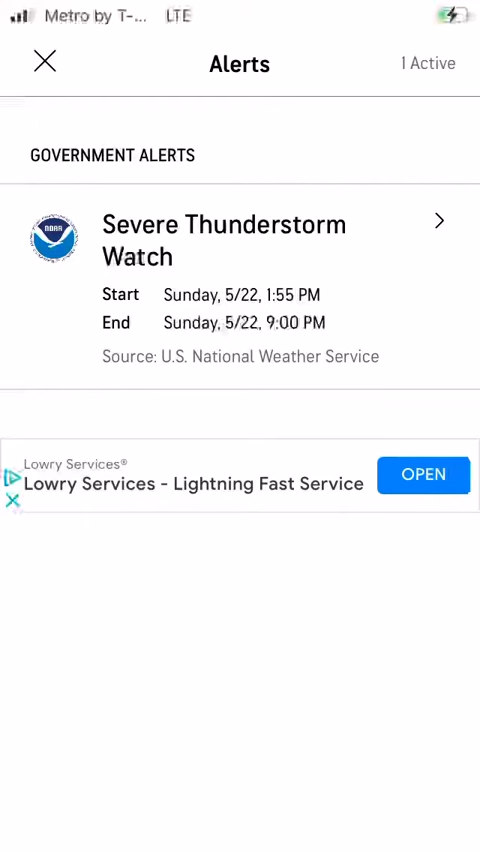 Metro by T-... LTE
Alerts
1 Active
GOVERNMENT ALERTS
NOAA
Severe Thunderstorm
Watch
Start Sunday, 5/22, 1:55 PM
End Sunday, 5/22, 9:00 PM
Source: U.S. National Weather Service
Lowry Services®
Lowry Services - Lightning Fast Service
OPEN